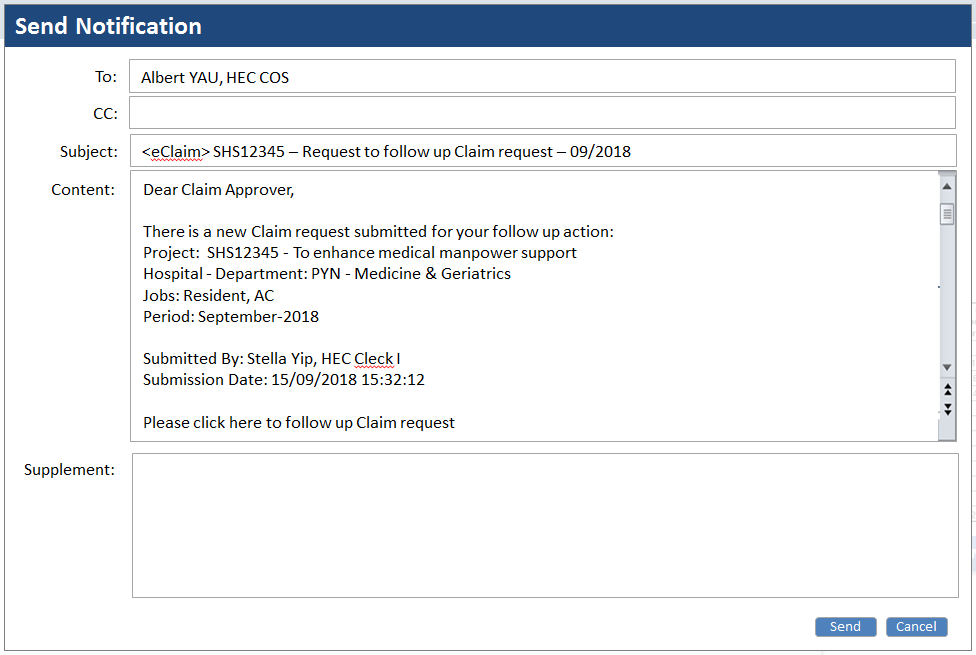 Send Notification
To: Albert YAU, HEC COS
CC:
Subject: <eClaim> SHS12345 – Request to follow up Claim request – 09/2018
Content: Dear Claim Approver,
There is a new Claim request submitted for your follow up action:
Project:  SHS12345 - To enhance medical manpower support
Hospital - Department: PYN - Medicine & Geriatrics
Jobs: Resident, AC
Period: September-2018
Submitted By: Stella Yip, HEC Cleck I
Submission Date: 15/09/2018 15:32:12
Please click here to follow up Claim request
Supplement:
Send Cancel